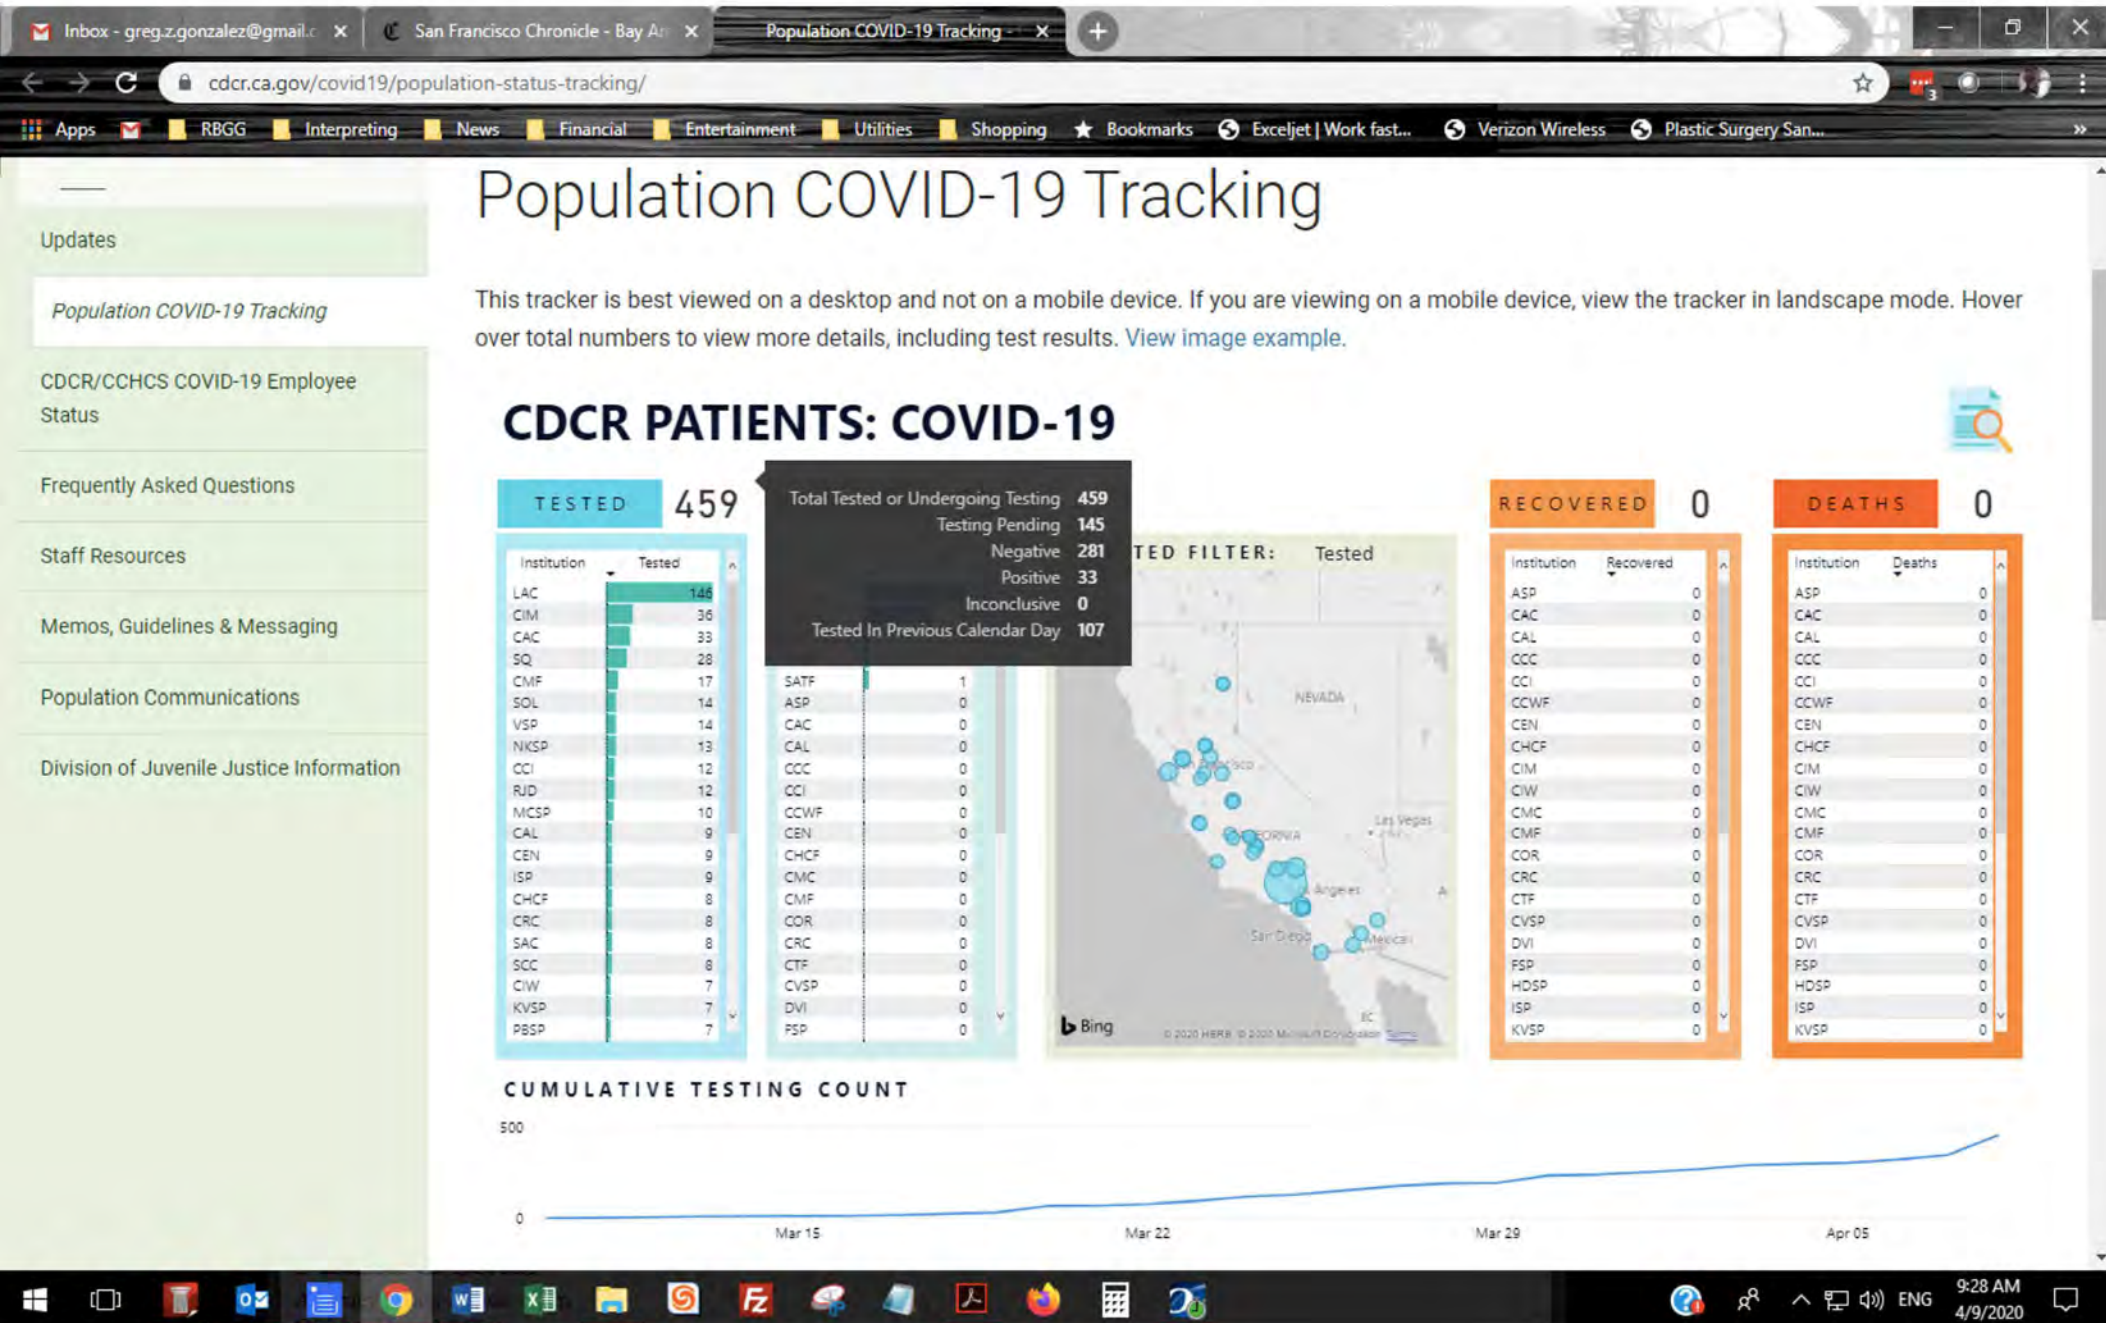 Inbox - greg.z.gonzalez@gmail.c
San Francisco Chronicle - Bay Ar
Population COVID-19 Tracking -
cdcr.ca.gov/covid19/population-status-tracking/
3
Apps
RBGG
Interpreting
News
Financial
Entertainment
Utilities
Shopping
Bookmarks
Exceljet | Work fast...
Verizon Wireless
Plastic Surgery San...
»
Updates
Population COVID-19 Tracking
CDCR/CCHCS COVID-19 Employee
Status
Frequently Asked Questions
Staff Resources
Memos, Guidelines & Messaging
Population Communications
Division of Juvenile Justice Information
Population COVID-19 Tracking
This tracker is best viewed on a desktop and not on a mobile device. If you are viewing on a mobile device, view the tracker in landscape mode. Hover
over total numbers to view more details, including test results. View image example.
CDCR PATIENTS: COVID-19
TESTED 459
Total Tested or Undergoing Testing 459
Testing Pending 145
Negative 281
Positive 33
Inconclusive 0
Tested In Previous Calendar Day 107
Institution Tested
LAC 146
CIM 36
CAC 33
SQ 28
CMF 17
SOL 14
VSP 14
NKSP 13
CCI 12
RJD 12
MCSP 10
CAL 9
CEN 9
ISP 9
CHCF 8
CRC 8
SAC 8
SCC 8
CIW 7
KVSP 7
PBSP 7
SATF 1
ASP 0
CAC 0
CAL 0
CCC 0
CCI 0
CCWF 0
CEN 0
CHCF 0
CMC 0
CMF 0
COR 0
CRC 0
CTF 0
CVSP 0
DVI 0
FSP 0
TED FILTER: Tested
NEVADA
Las Vegas
Angeles
San Diego
Mexicali
Bing
© 2020 HERE, © 2020 Microsoft Corporation Terms
RECOVERED 0
Institution Recovered
ASP 0
CAC 0
CAL 0
CCC 0
CCI 0
CCWF 0
CEN 0
CHCF 0
CIM 0
CIW 0
CMC 0
CMF 0
COR 0
CRC 0
CTF 0
CVSP 0
DVI 0
FSP 0
HDSP 0
ISP 0
KVSP 0
DEATHS 0
Institution Deaths
ASP 0
CAC 0
CAL 0
CCC 0
CCI 0
CCWF 0
CEN 0
CHCF 0
CIM 0
CIW 0
CMC 0
CMF 0
COR 0
CRC 0
CTF 0
CVSP 0
DVI 0
FSP 0
HDSP 0
ISP 0
KVSP 0
CUMULATIVE TESTING COUNT
500
0
Mar 15
Mar 22
Mar 29
Apr 05
ENG
9:28 AM
4/9/2020